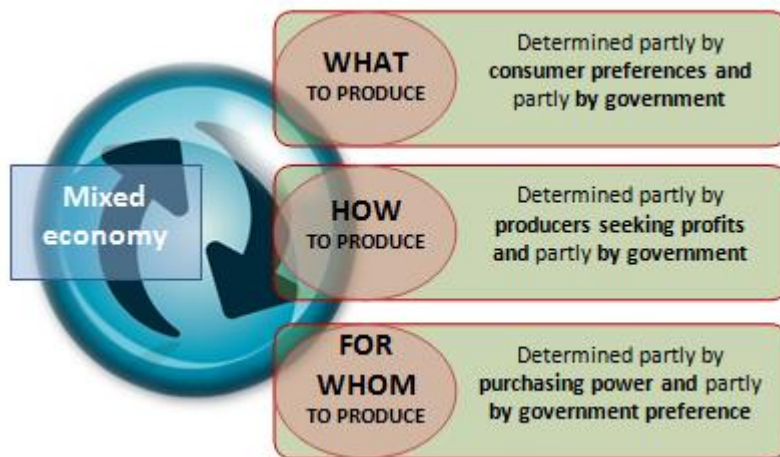 Mixed
economy
WHAT
TO PRODUCE
Determined partly by
consumer preferences and
partly by government
HOW
TO PRODUCE
Determined partly by
producers seeking profits
and partly by government
FOR
WHOM
TO PRODUCE
Determined partly by
purchasing power and partly
by government preference